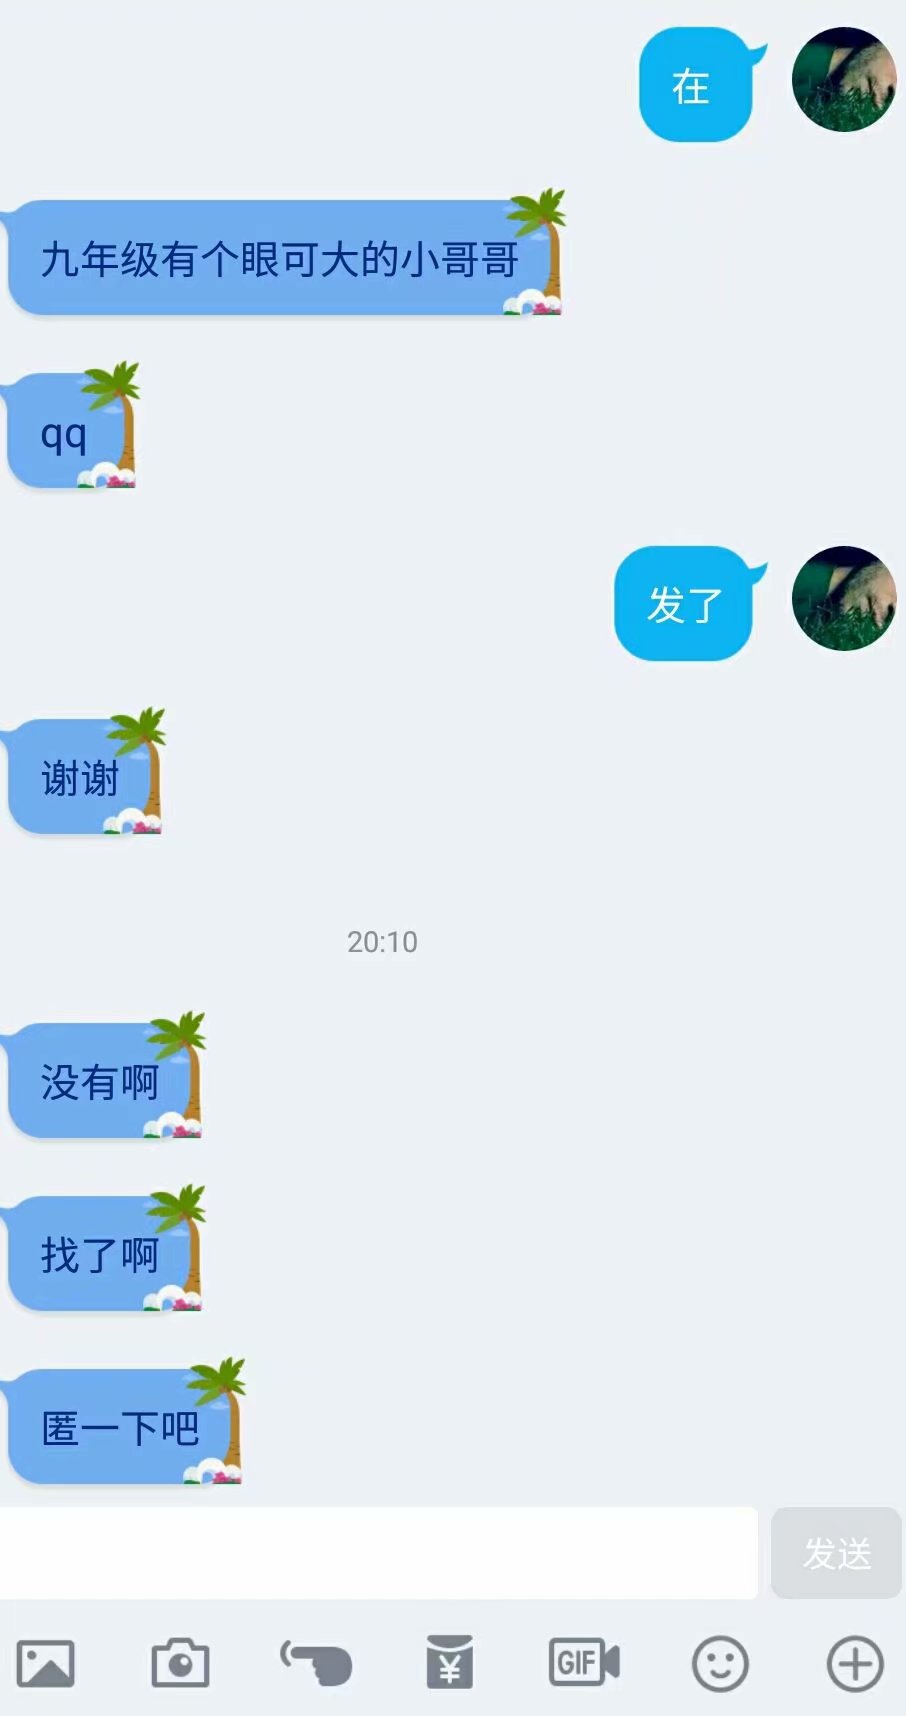 在
九年级有个眼可大的小哥哥
qq
发了
谢谢
20:10
没有啊
找了啊
匿一下吧
发送
GIF